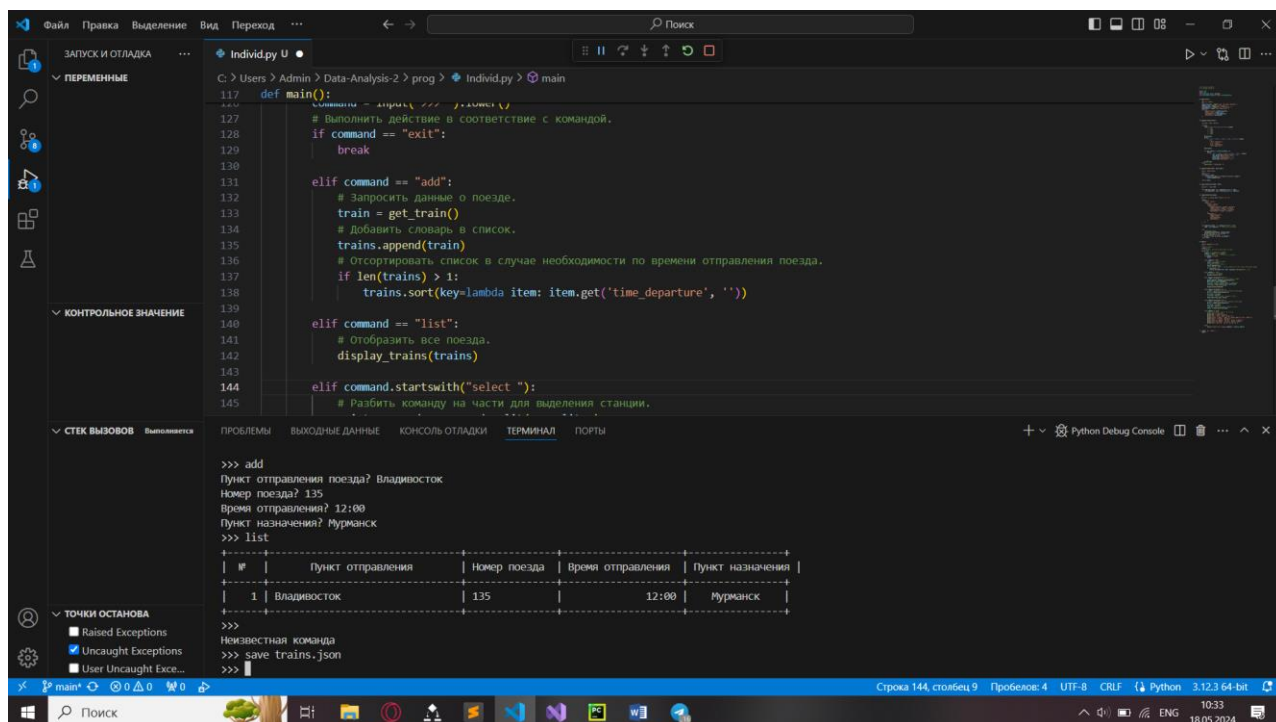 Файл Правка Выделение Вид Переход ··· ← → Поиск
ЗАПУСК И ОТЛАДКА ···
Individ.py U ●
ПЕРЕМЕННЫЕ
C: > Users > Admin > Data-Analysis-2 > prog > Individ.py > main
117 def main():
127 # Выполнить действие в соответствие с командой.
128 if command == "exit":
129 break
130
131 elif command == "add":
132 # Запросить данные о поезде.
133 train = get_train()
134 # Добавить словарь в список.
135 trains.append(train)
136 # Отсортировать список в случае необходимости по времени отправления поезда.
137 if len(trains) > 1:
138 trains.sort(key=lambda item: item.get('time_departure', ''))
139
КОНТРОЛЬНОЕ ЗНАЧЕНИЕ
140 elif command == "list":
141 # Отобразить все поезда.
142 display_trains(trains)
143
144 elif command.startswith("select "):
145 # Разбить команду на части для выделения станции.
СТЕК ВЫЗОВОВ Выполняется
ПРОБЛЕМЫ ВЫХОДНЫЕ ДАННЫЕ КОНСОЛЬ ОТЛАДКИ ТЕРМИНАЛ ПОРТЫ
Python Debug Console
>>> add
Пункт отправления поезда? Владивосток
Номер поезда? 135
Время отправления? 12:00
Пункт назначения? Мурманск
>>> list
| № | Пункт отправления | Номер поезда | Время отправления | Пункт назначения |
| 1 | Владивосток | 135 | 12:00 | Мурманск |
>>>
Неизвестная команда
>>> save trains.json
>>>
ТОЧКИ ОСТАНОВА
Raised Exceptions
Uncaught Exceptions
User Uncaught Exce...
main* 0 0 0
Строка 144, столбец 9 Пробелов: 4 UTF-8 CRLF Python 3.12.3 64-bit
Поиск
ENG
10:33
18.05.2024